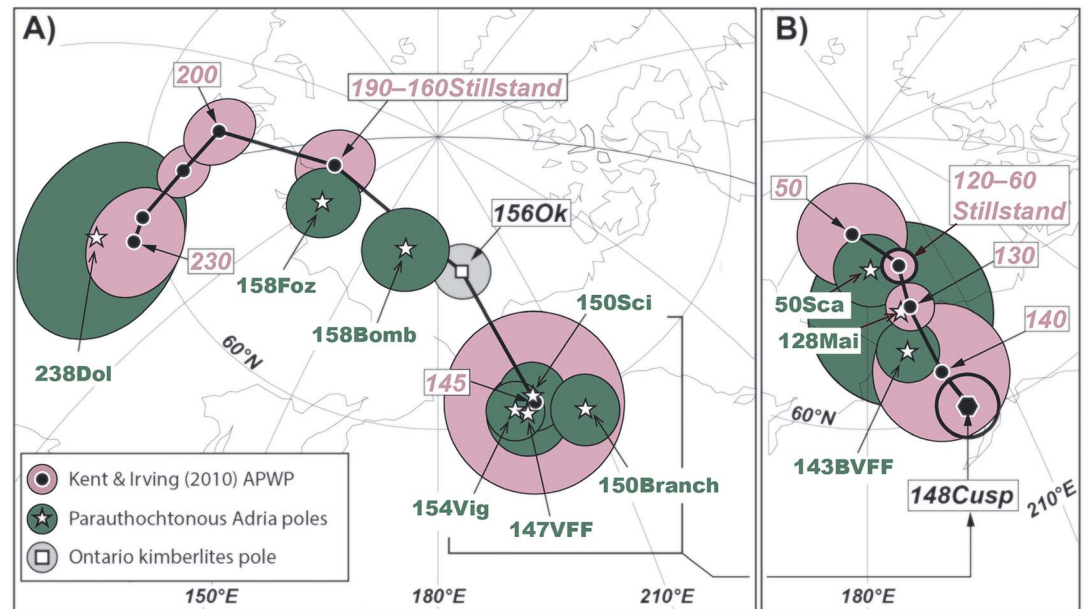 A)
200
190–160Stillstand
156Ok
230
158Foz
150Sci
158Bomb
60°N
238Dol
145
150Branch
154Vig
147VFF
Kent & Irving (2010) APWP
Parauthochtonous Adria poles
Ontario kimberlites pole
150°E
180°E
210°E
B)
50
120–60
Stillstand
130
50Sca
128Mai
140
60°N
143BVFF
148Cusp
210°E
180°E